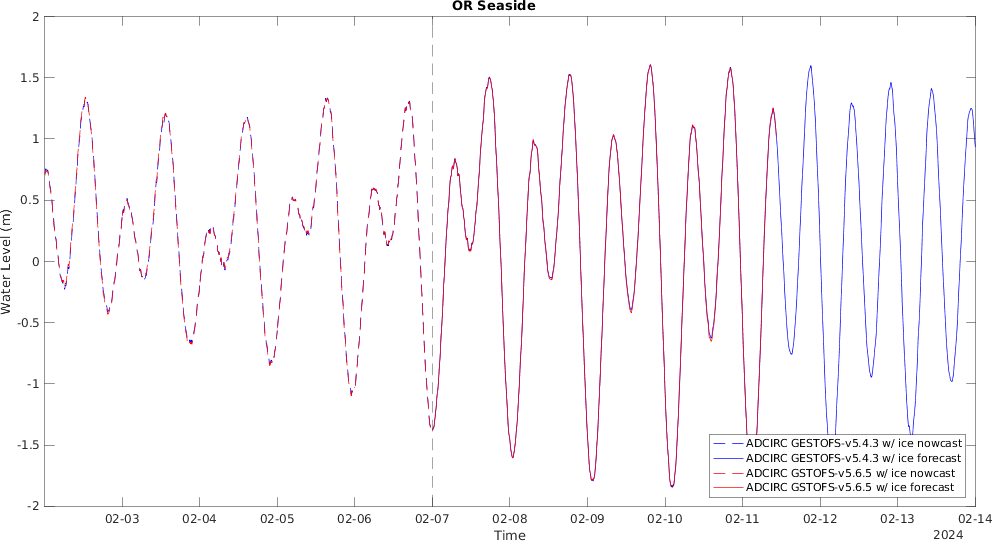 OR Seaside
2
1.5
1
0.5
0
-0.5
-1
-1.5
-2
Water Level (m)
02-03 02-04 02-05 02-06 02-07 02-08 02-09 02-10 02-11 02-12 02-13 02-14
Time
2024
ADCIRC GESTOFS-v5.4.3 w/ ice nowcast
ADCIRC GESTOFS-v5.4.3 w/ ice forecast
ADCIRC GSTOFS-v5.6.5 w/ ice nowcast
ADCIRC GSTOFS-v5.6.5 w/ ice forecast